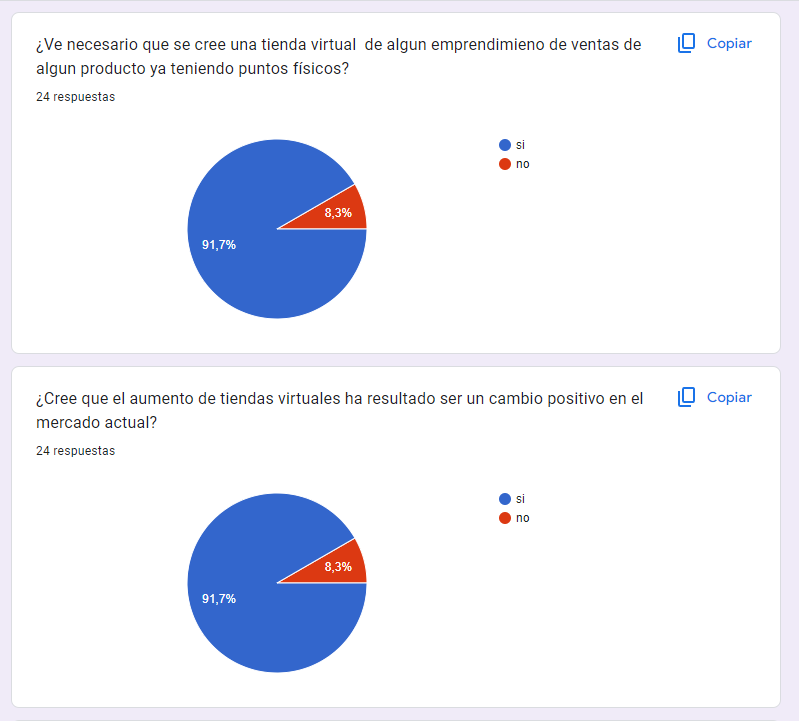 ¿Ve necesario que se cree una tienda virtual  de algun emprendimieno de ventas de
algun producto ya teniendo puntos físicos?
Copiar
24 respuestas
si
no
8,3%
91,7%
¿Cree que el aumento de tiendas virtuales ha resultado ser un cambio positivo en el
mercado actual?
Copiar
24 respuestas
si
no
8,3%
91,7%